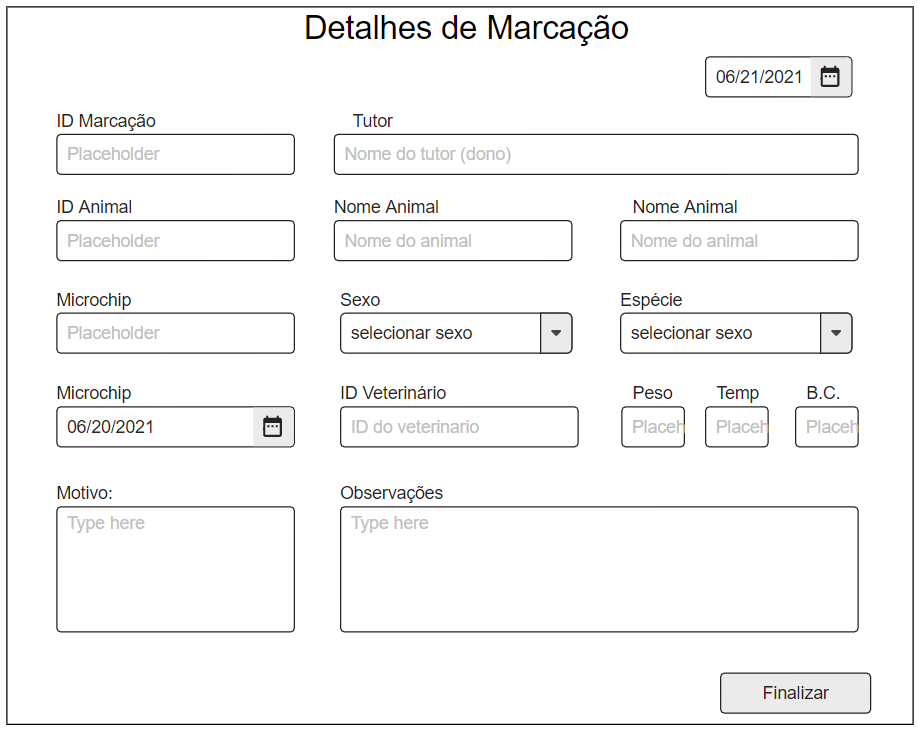 Detalhes de Marcação
06/21/2021
ID Marcação Tutor
Placeholder Nome do tutor (dono)
ID Animal Nome Animal Nome Animal
Placeholder Nome do animal Nome do animal
Microchip Sexo Espécie
Placeholder selecionar sexo selecionar sexo
Microchip ID Veterinário Peso Temp B.C.
06/20/2021 ID do veterinario Placeh Placeh Placeh
Motivo: Observações
Type here Type here
Finalizar